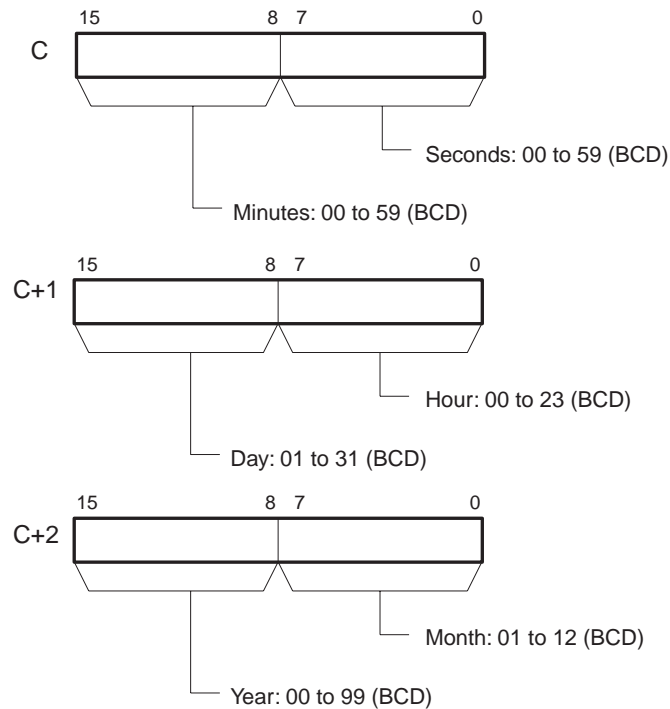 15 8 7 0
C
Seconds: 00 to 59 (BCD)
Minutes: 00 to 59 (BCD)
15 8 7 0
C+1
Hour: 00 to 23 (BCD)
Day: 01 to 31 (BCD)
15 8 7 0
C+2
Month: 01 to 12 (BCD)
Year: 00 to 99 (BCD)